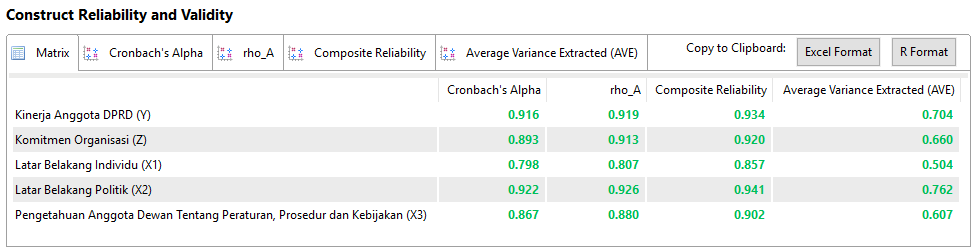 Construct Reliability and Validity
Matrix Cronbach's Alpha rho_A Composite Reliability Average Variance Extracted (AVE) Copy to Clipboard: Excel Format R Format
Cronbach's Alpha rho_A Composite Reliability Average Variance Extracted (AVE)
Kinerja Anggota DPRD (Y) 0.916 0.919 0.934 0.704
Komitmen Organisasi (Z) 0.893 0.913 0.920 0.660
Latar Belakang Individu (X1) 0.798 0.807 0.857 0.504
Latar Belakang Politik (X2) 0.922 0.926 0.941 0.762
Pengetahuan Anggota Dewan Tentang Peraturan, Prosedur dan Kebijakan (X3) 0.867 0.880 0.902 0.607